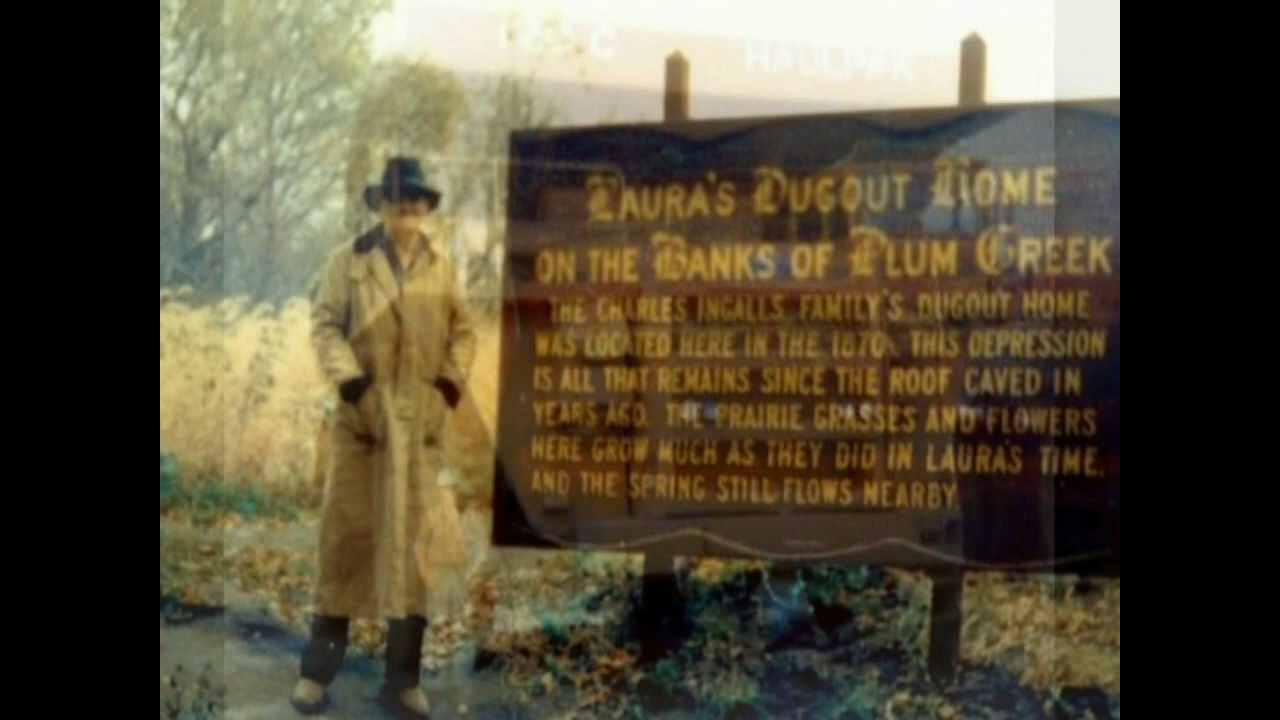 HAULPAK
LAURA'S DUGOUT HOME
ON THE BANKS OF PLUM CREEK
THE CHARLES INGALLS FAMILY'S DUGOUT HOME
WAS LOCATED HERE IN THE 1870 THIS DEPRESSION
IS ALL THAT REMAINS SINCE THE ROOF CAVED IN
YEARS AGO. THE PRAIRIE GRASSES AND FLOWERS
HERE GROW MUCH AS THEY DID IN LAURA'S TIME.
AND THE SPRING STILL FLOWS NEARBY.